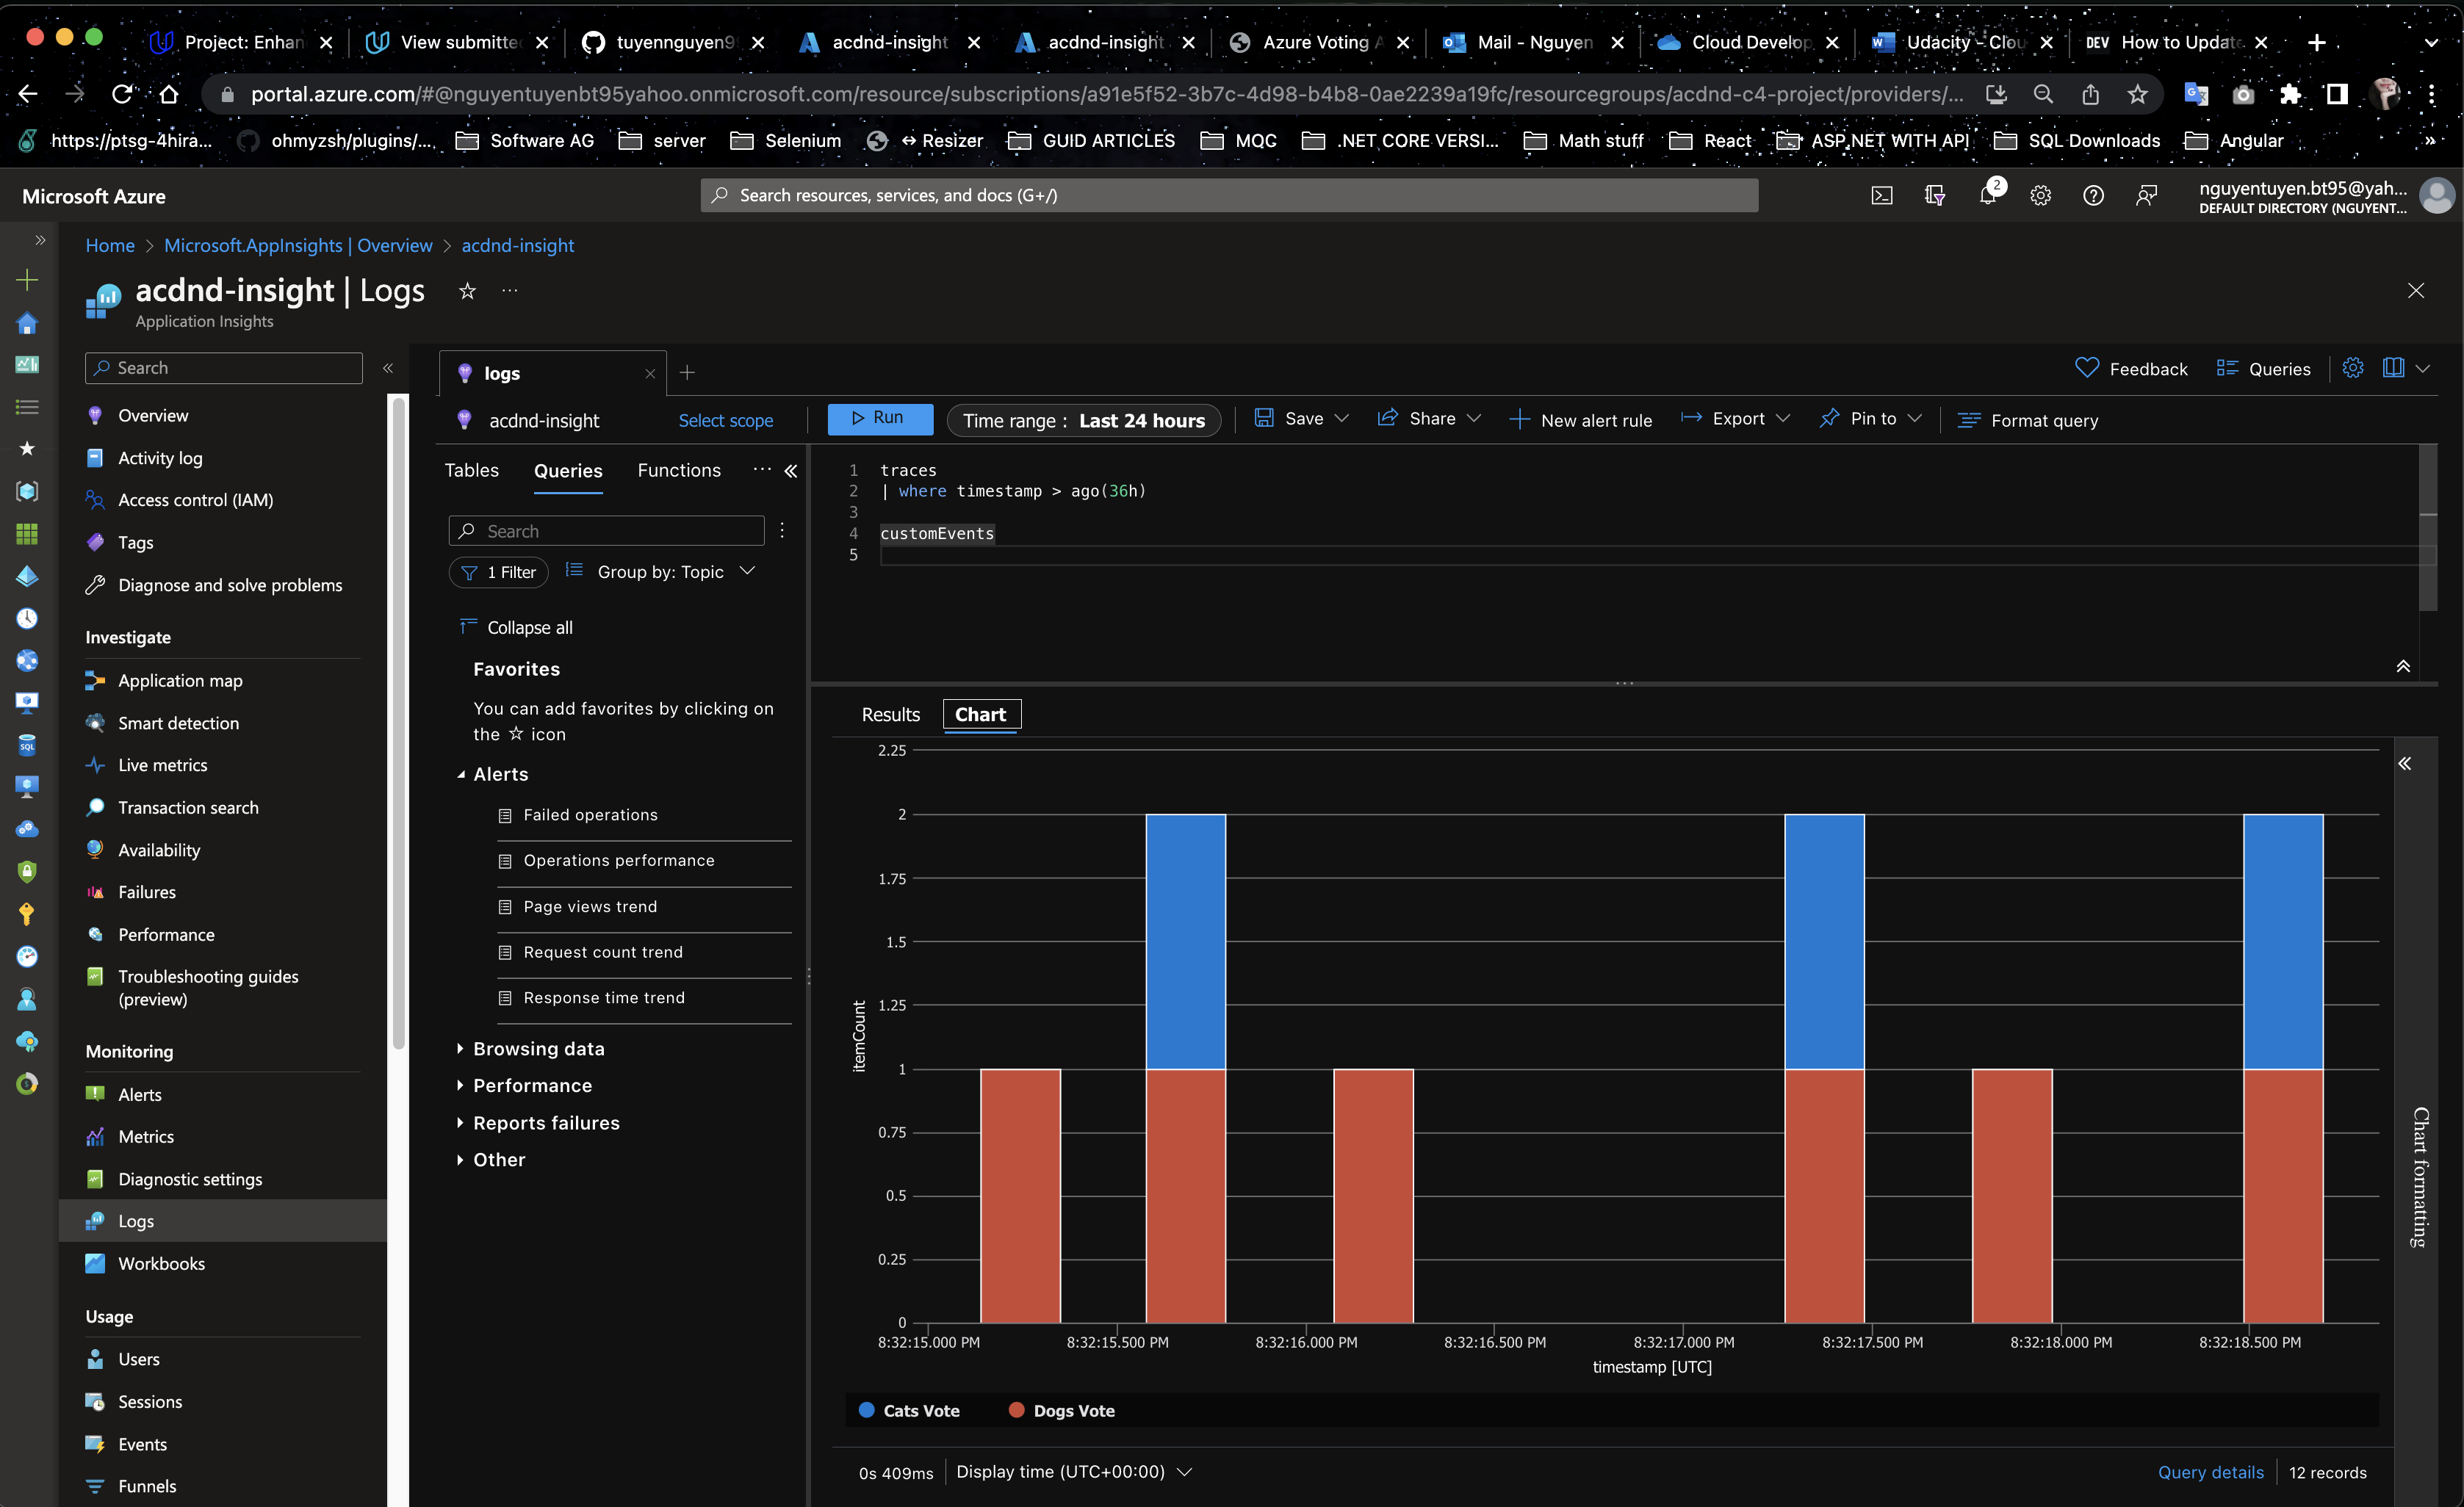 Project: Enhan
View submitte
tuyennguyen9
acdnd-insight
acdnd-insight
Azure Voting A
Mail - Nguyen
Cloud Develop
Udacity - Clou
DEV How to Updat
portal.azure.com/#@nguyentuyenbt95yahoo.onmicrosoft.com/resource/subscriptions/a91e5f52-3b7c-4d98-b4b8-0ae2239a19fc/resourcegroups/acdnd-c4-project/providers/...
https://ptsg-4hira...
ohmyzsh/plugins/...
Software AG
server
Selenium
↔ Resizer
GUID ARTICLES
MQC
.NET CORE VERSI...
Math stuff
React
ASP.NET WITH API
SQL Downloads
Angular
»
Microsoft Azure
Search resources, services, and docs (G+/)
2
nguyentuyen.bt95@yah...
DEFAULT DIRECTORY (NGUYENT...
Home > Microsoft.AppInsights | Overview > acdnd-insight
acdnd-insight | Logs
Application Insights
Search
Overview
Activity log
Access control (IAM)
Tags
Diagnose and solve problems
Investigate
Application map
Smart detection
Live metrics
Transaction search
Availability
Failures
Performance
Troubleshooting guides
(preview)
Monitoring
Alerts
Metrics
Diagnostic settings
Logs
Workbooks
Usage
Users
Sessions
Events
Funnels
logs
Feedback
Queries
acdnd-insight
Select scope
Run
Time range : Last 24 hours
Save
Share
New alert rule
Export
Pin to
Format query
Tables
Queries
Functions
Search
1 Filter
Group by: Topic
Collapse all
Favorites
You can add favorites by clicking on
the ☆ icon
Alerts
Failed operations
Operations performance
Page views trend
Request count trend
Response time trend
Browsing data
Performance
Reports failures
Other
1 traces
2 | where timestamp > ago(36h)
3
4 customEvents
5
Results
Chart
2.25
2
1.75
1.5
1.25
1
0.75
0.5
0.25
0
itemCount
8:32:15.000 PM
8:32:15.500 PM
8:32:16.000 PM
8:32:16.500 PM
8:32:17.000 PM
8:32:17.500 PM
8:32:18.000 PM
8:32:18.500 PM
timestamp [UTC]
Cats Vote
Dogs Vote
Chart formatting
0s 409ms
Display time (UTC+00:00)
Query details
12 records